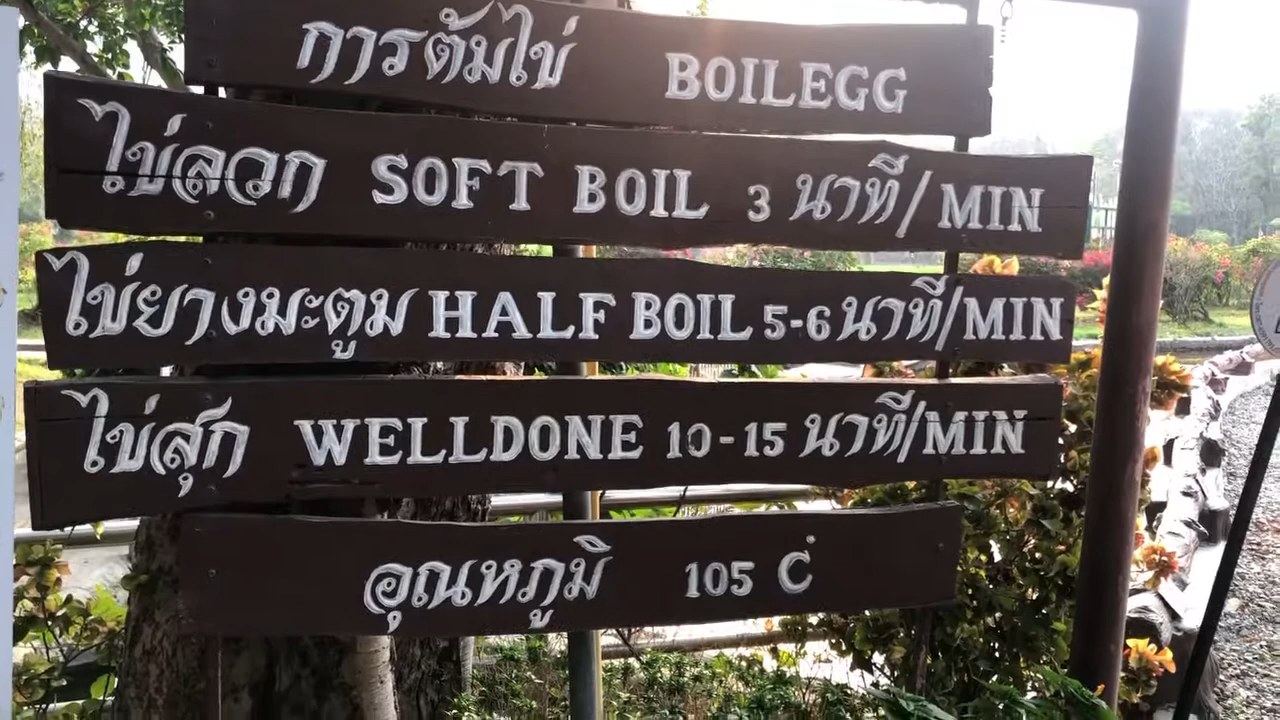 การต้มไข่ BOILEGG
ไข่ลวก SOFT BOIL 3 นาที/MIN
ไข่ยางมะตูม HALF BOIL 5-6 นาที/MIN
ไข่สุก WELLDONE 10-15 นาที/MIN
อุณหภูมิ 105 C̊